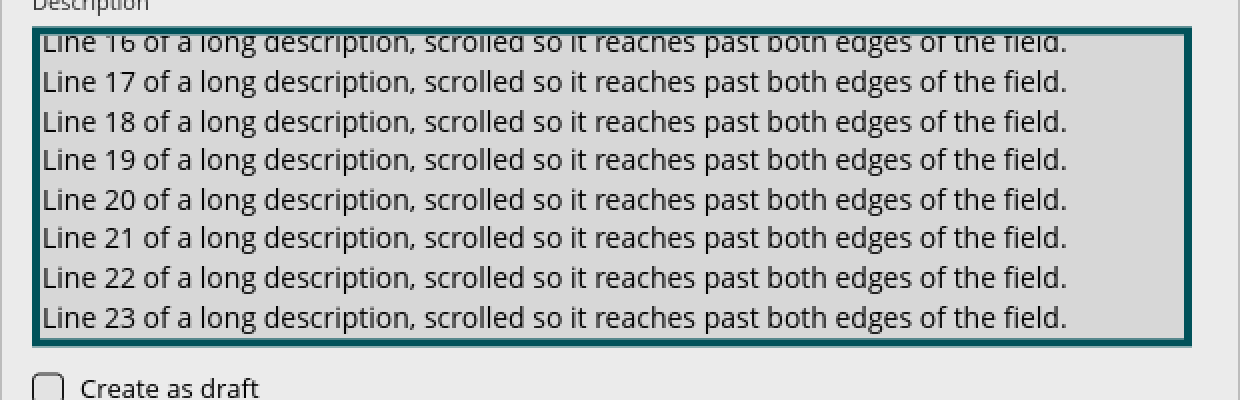 Description
Line 16 of a long description, scrolled so it reaches past both edges of the field.
Line 17 of a long description, scrolled so it reaches past both edges of the field.
Line 18 of a long description, scrolled so it reaches past both edges of the field.
Line 19 of a long description, scrolled so it reaches past both edges of the field.
Line 20 of a long description, scrolled so it reaches past both edges of the field.
Line 21 of a long description, scrolled so it reaches past both edges of the field.
Line 22 of a long description, scrolled so it reaches past both edges of the field.
Line 23 of a long description, scrolled so it reaches past both edges of the field.
Create as draft